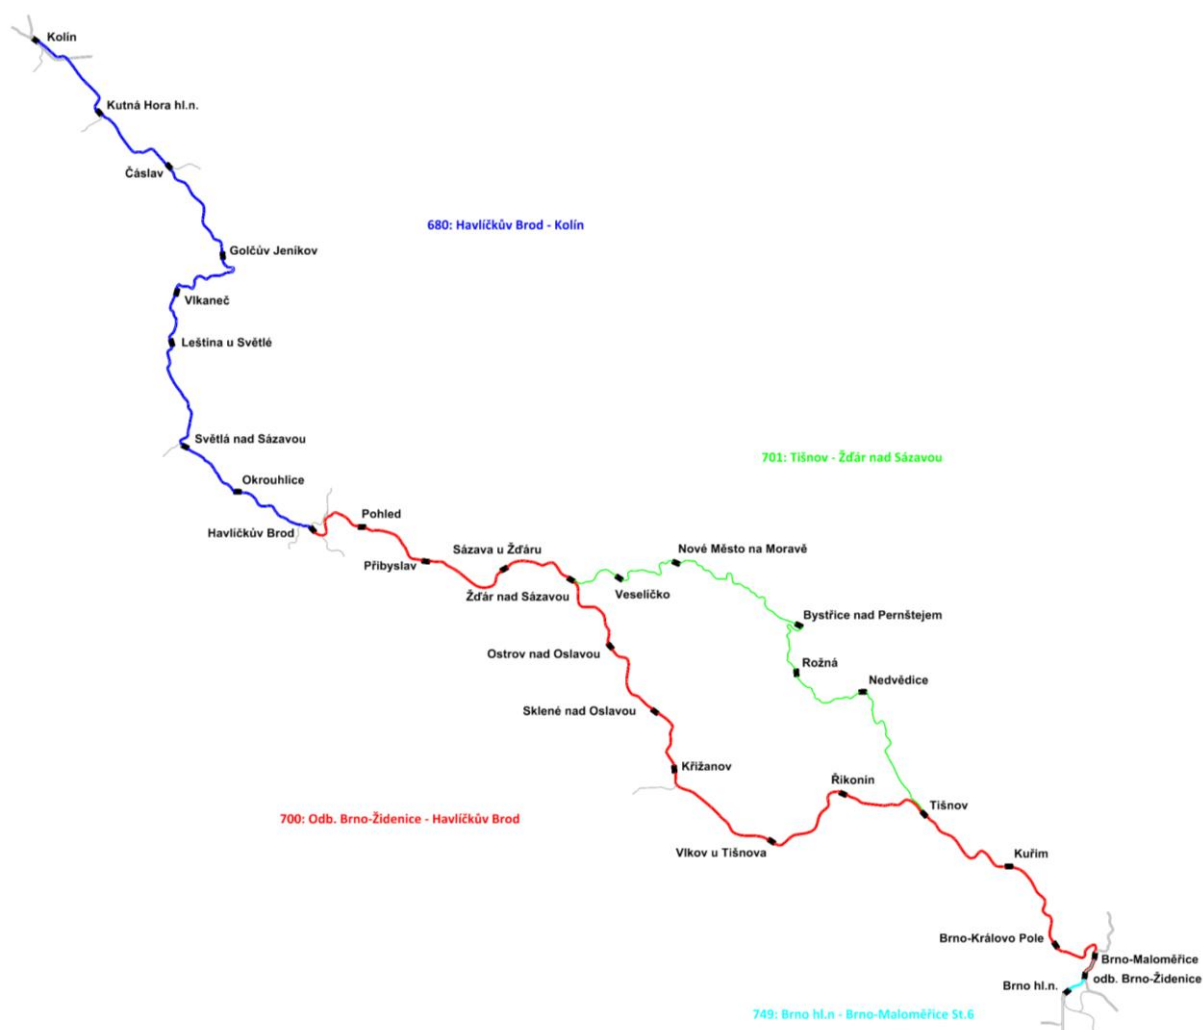 Kolín
Kutná Hora hl.n.
Čáslav
680: Havlíčkův Brod - Kolín
Golčův Jeníkov
Vlkaneč
Leština u Světlé
Světlá nad Sázavou
701: Tišnov - Žďár nad Sázavou
Okrouhlice
Pohled
Havlíčkův Brod
Sázava u Žďáru
Nové Město na Moravě
Přibyslav
Žďár nad Sázavou
Veselíčko
Bystřice nad Pernštejem
Ostrov nad Oslavou
Rožná
Nedvědice
Sklené nad Oslavou
Křižanov
Řikonín
Tišnov
700: Odb. Brno-Židenice - Havlíčkův Brod
Vlkov u Tišnova
Kuřim
Brno-Královo Pole
Brno-Maloměřice
odb. Brno-Židenice
Brno hl.n.
749: Brno hl.n - Brno-Maloměřice St.6